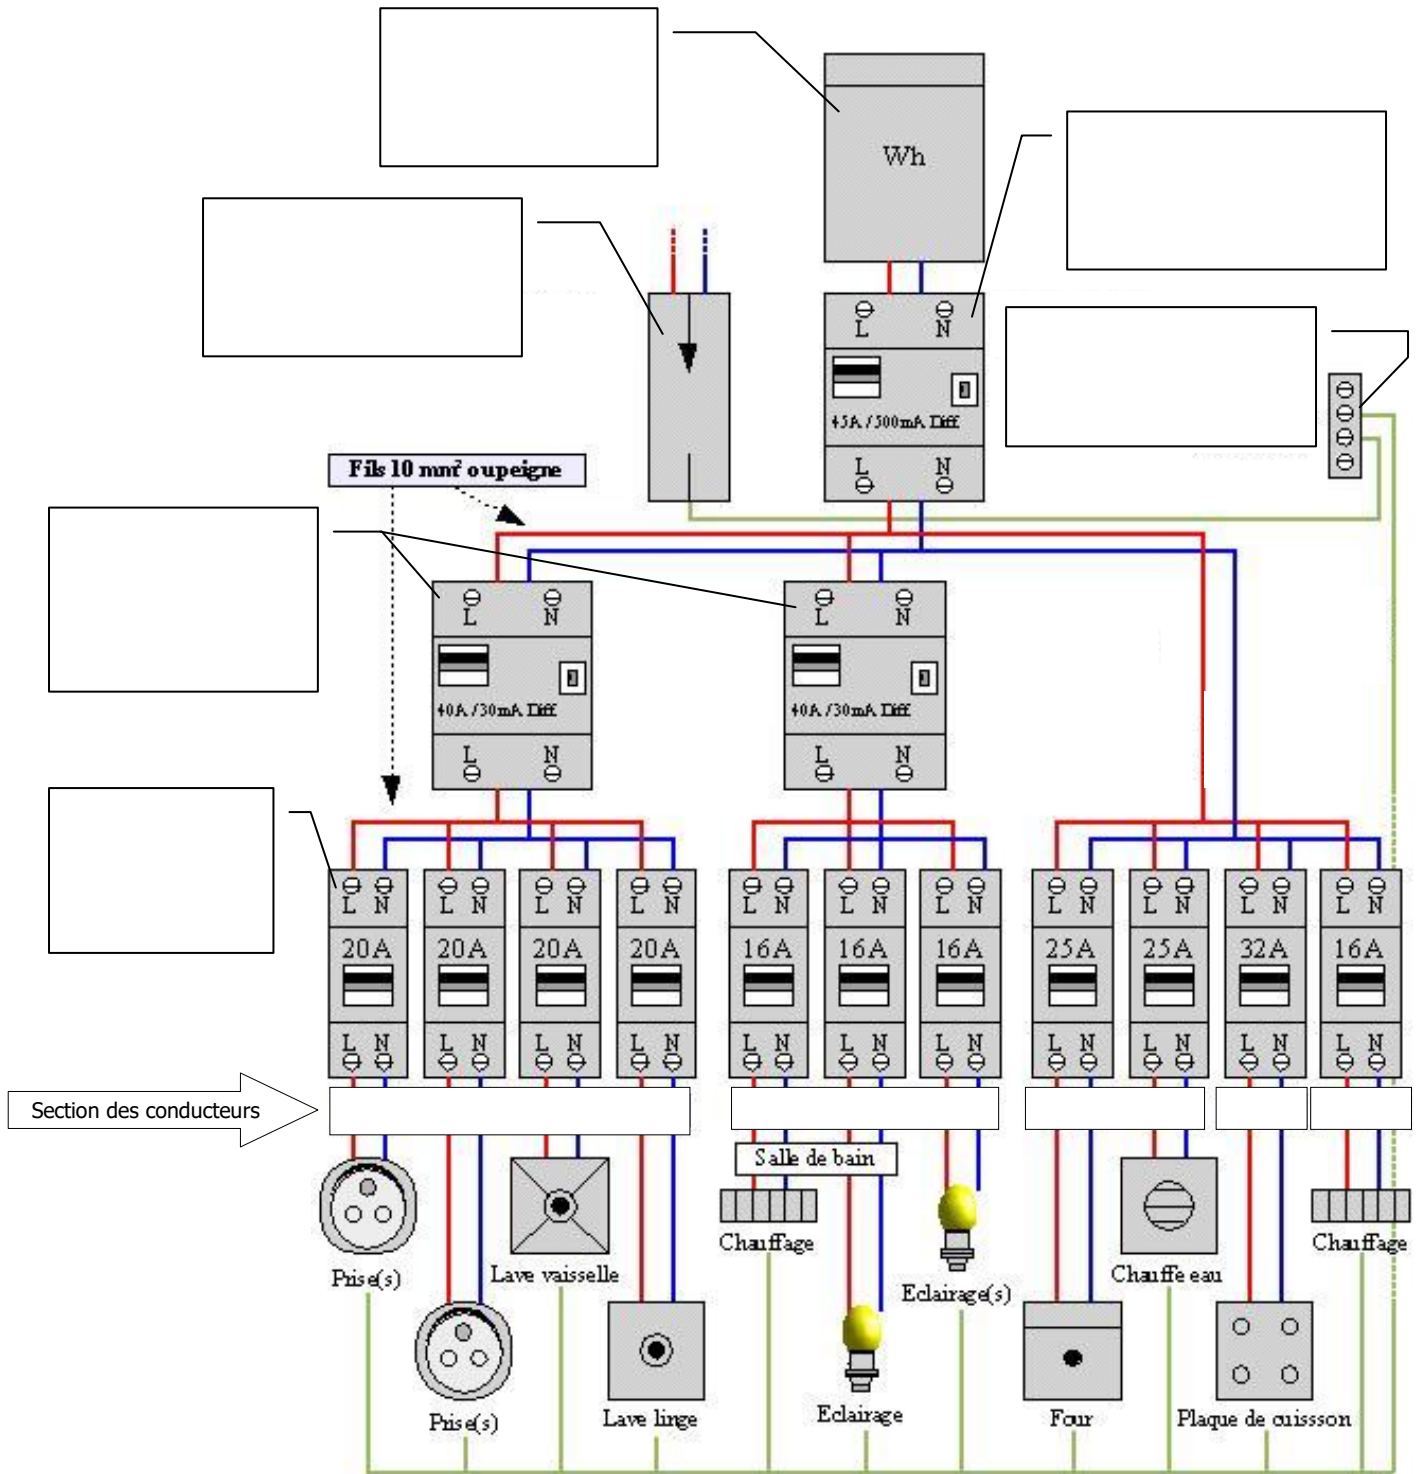 Wh
L N
45A / 500mA Diff.
L N
Fils 10 mm² ou peigne
L N
L N
40A / 30mA Diff.
40A / 30mA Diff.
L N
L N
L N L N L N L N L N L N L N L N L N L N L N
20A 20A 20A 20A 16A 16A 16A 25A 25A 32A 16A
L N L N L N L N L N L N L N L N L N L N L N
Section des conducteurs
Salle de bain
Chauffage
Chauffage
Prise(s)
Lave vaisselle
Eclairage(s)
Chauffe eau
Prise(s)
Lave linge
Eclairage
Four
Plaque de cuissson